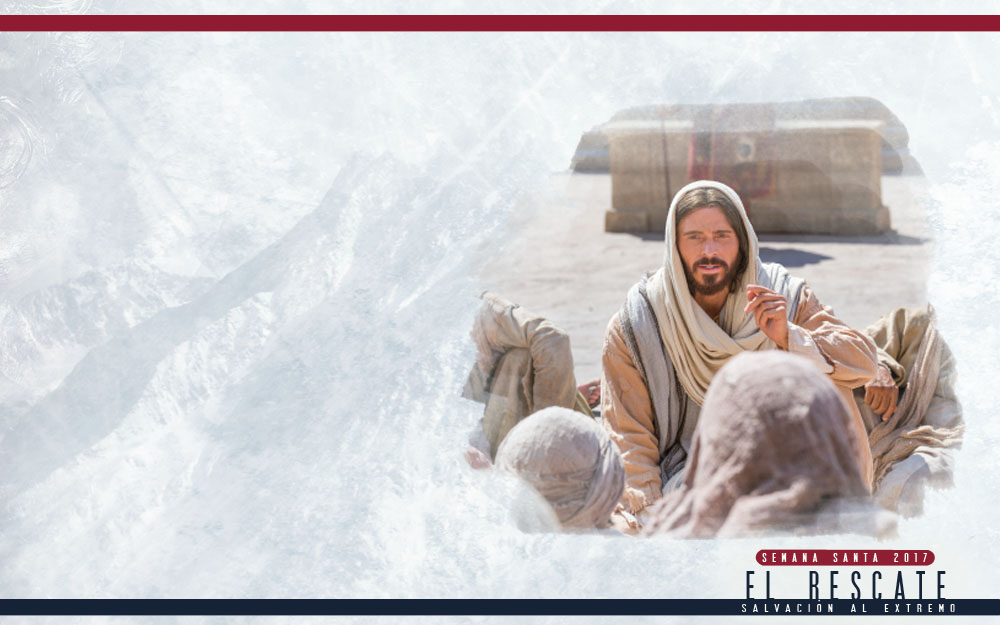 SEMANA SANTA 2017
EL RESCATE
SALVACIÓN AL EXTREMO